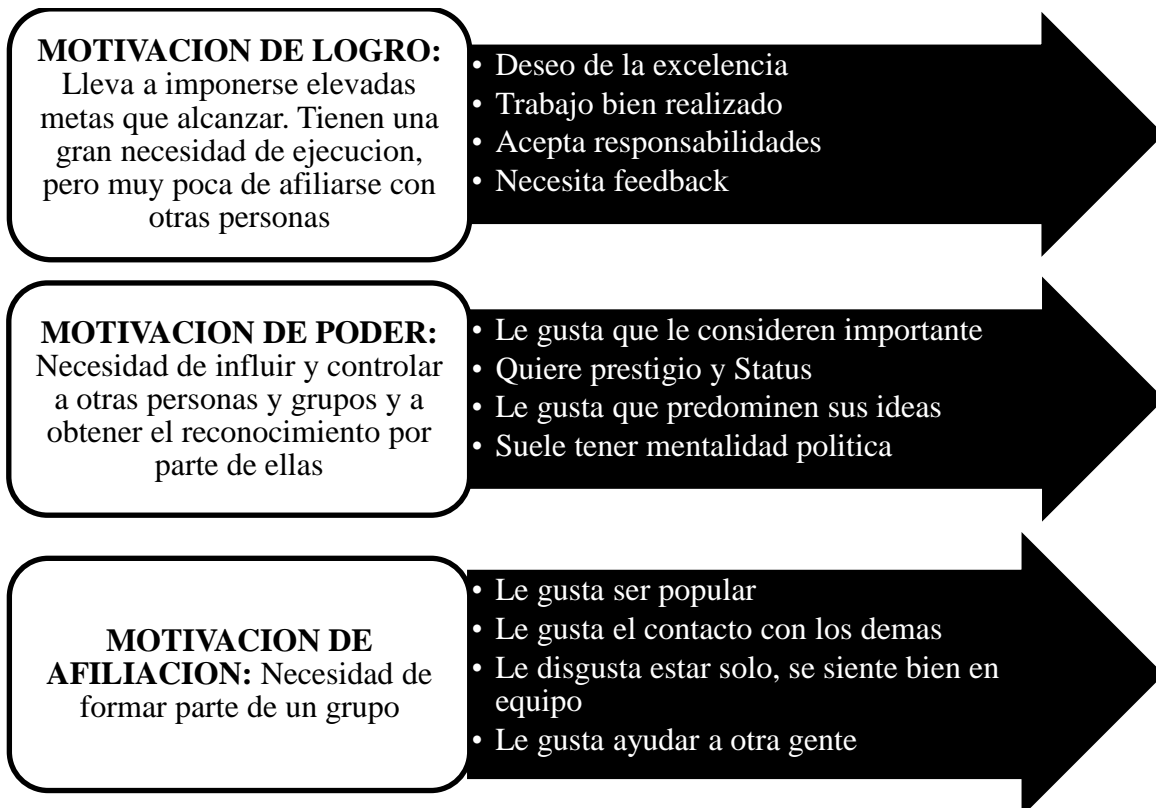 MOTIVACION DE LOGRO:
Lleva a imponerse elevadas
metas que alcanzar. Tienen una
gran necesidad de ejecucion,
pero muy poca de afiliarse con
otras personas
• Deseo de la excelencia
• Trabajo bien realizado
• Acepta responsabilidades
• Necesita feedback
MOTIVACION DE PODER:
Necesidad de influir y controlar
a otras personas y grupos y a
obtener el reconocimiento por
parte de ellas
• Le gusta que le consideren importante
• Quiere prestigio y Status
• Le gusta que predominen sus ideas
• Suele tener mentalidad politica
MOTIVACION DE
AFILIACION: Necesidad de
formar parte de un grupo
• Le gusta ser popular
• Le gusta el contacto con los demas
• Le disgusta estar solo, se siente bien en
equipo
• Le gusta ayudar a otra gente